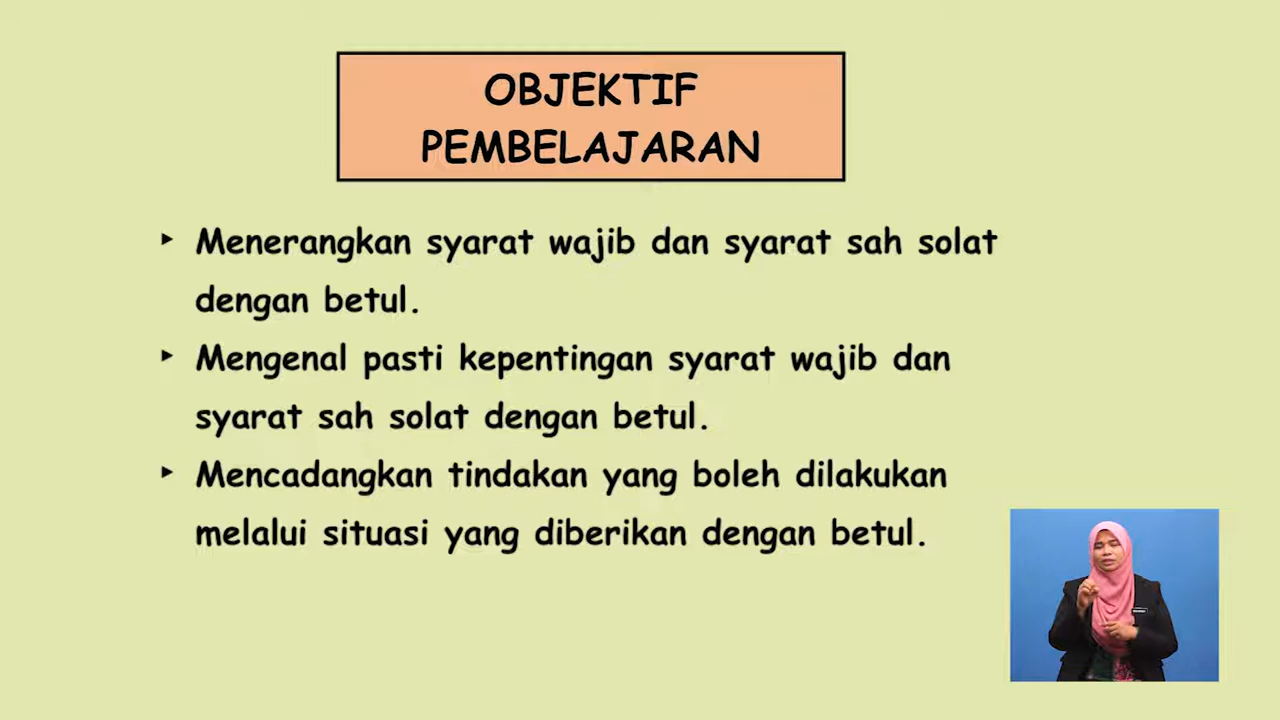 OBJEKTIF
PEMBELAJARAN
Menerangkan syarat wajib dan syarat sah solat
dengan betul.
Mengenal pasti kepentingan syarat wajib dan
syarat sah solat dengan betul.
Mencadangkan tindakan yang boleh dilakukan
melalui situasi yang diberikan dengan betul.